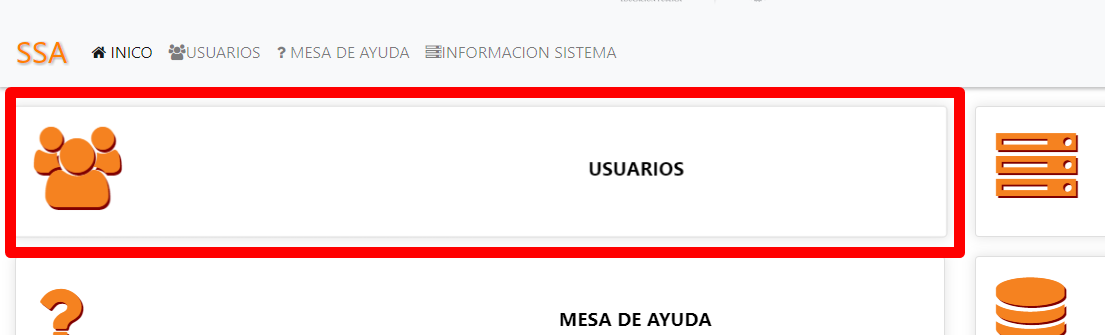 SSA INICO USUARIOS ? MESA DE AYUDA INFORMACION SISTEMA
USUARIOS
? MESA DE AYUDA